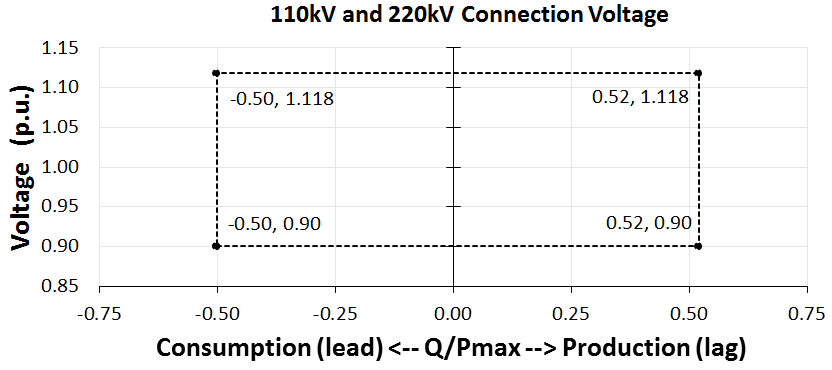 110kV and 220kV Connection Voltage
1.15
1.10
-0.50, 1.118
0.52, 1.118
1.05
1.00
0.95
-0.50, 0.90
0.52, 0.90
0.90
0.85
Voltage (p.u.)
-0.75 -0.50 -0.25 0.00 0.25 0.50 0.75
Consumption (lead) <-- Q/Pmax --> Production (lag)